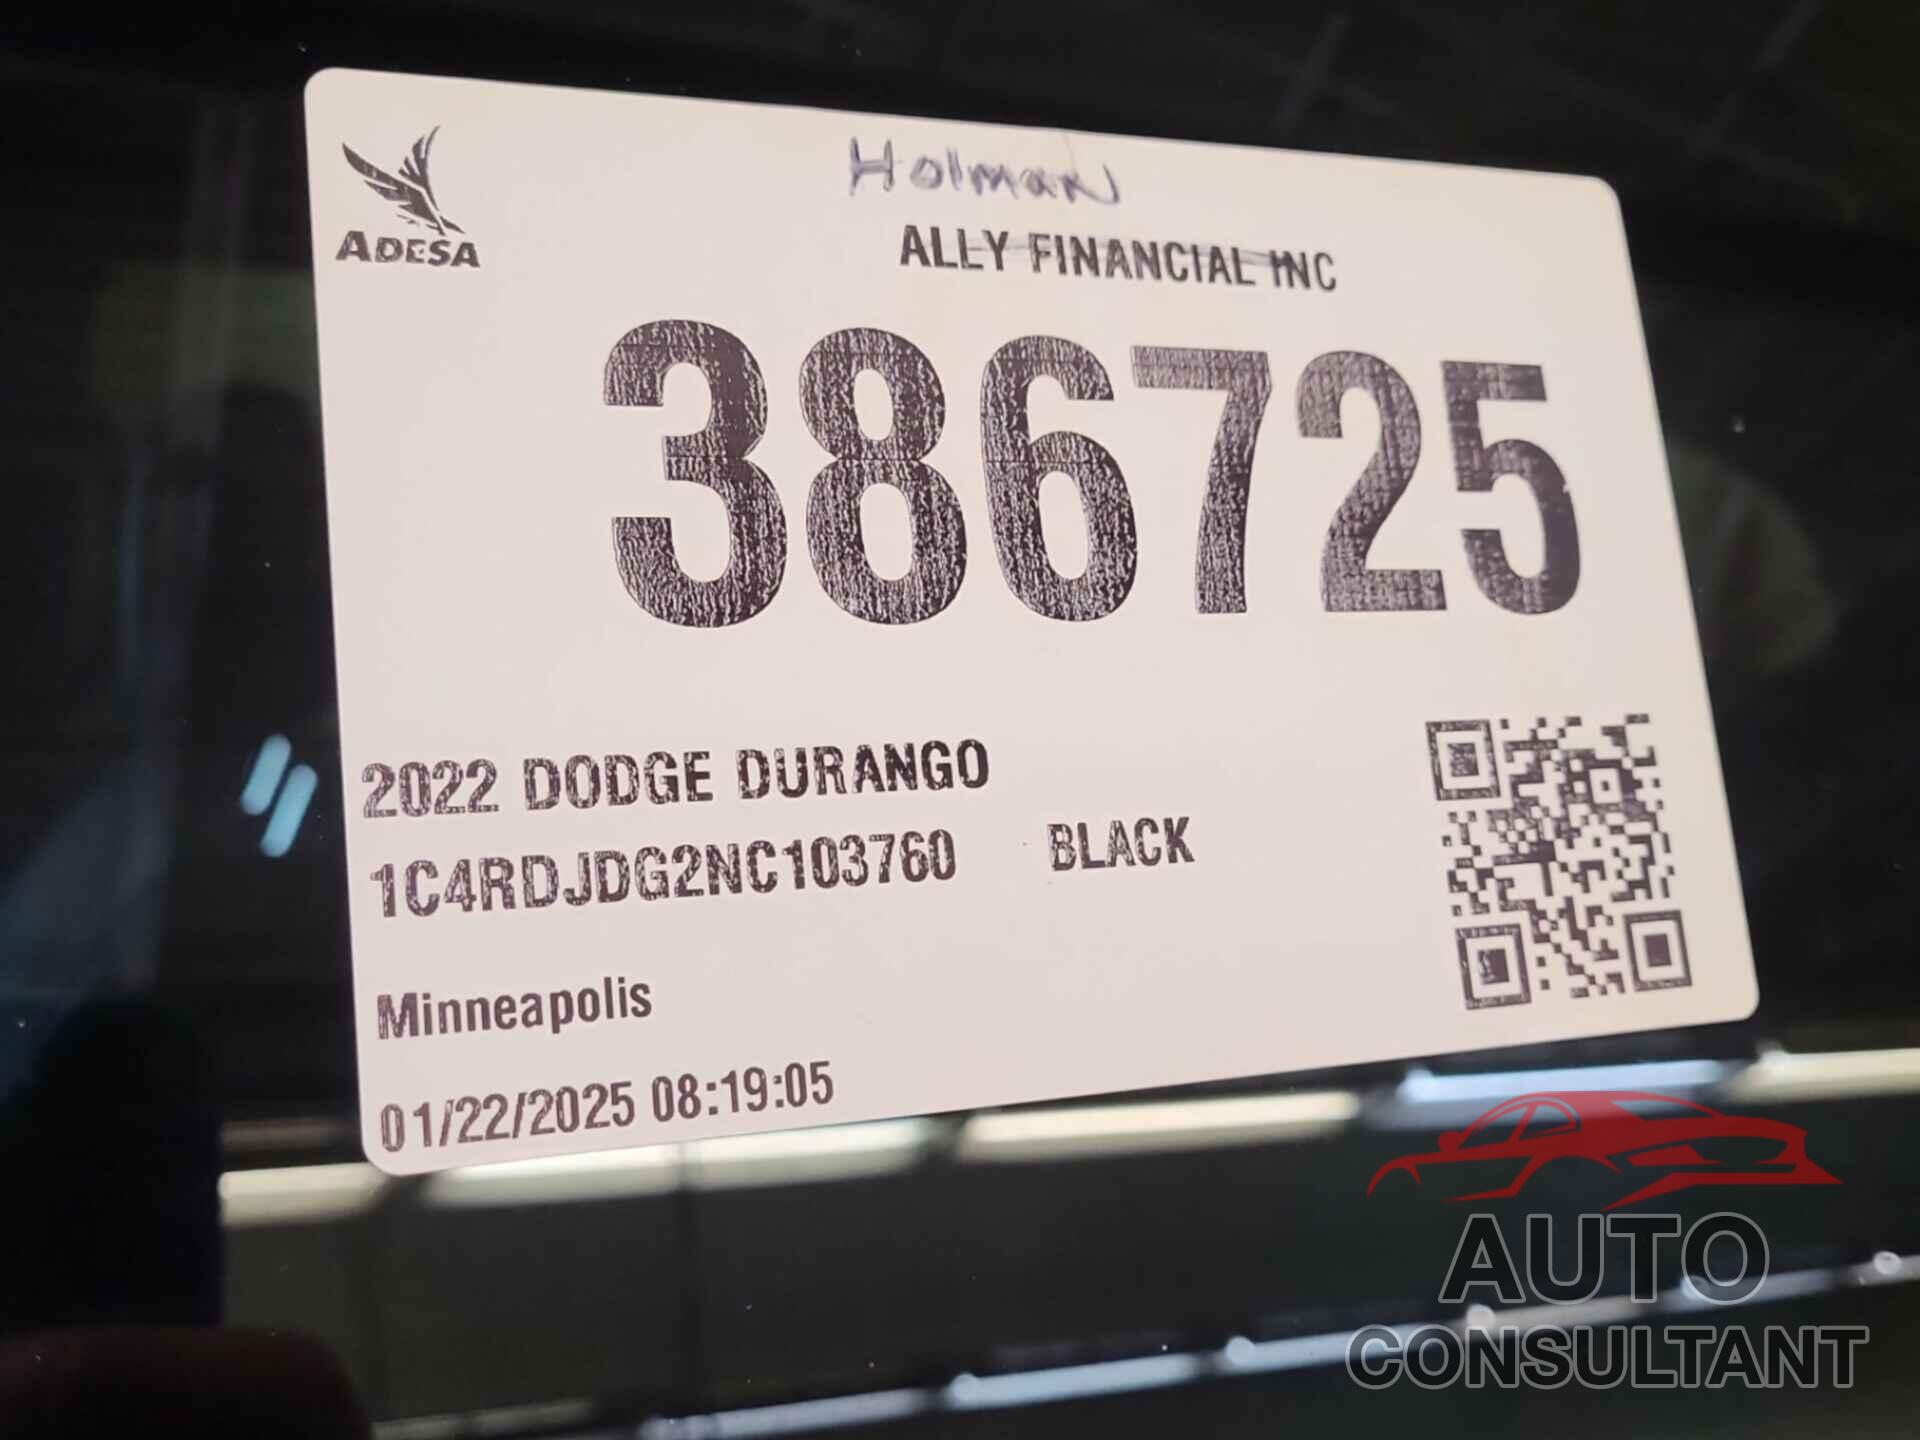 ADESA
Holman
ALLY FINANCIAL INC
386725
2022 DODGE DURANGO
1C4RDJDG2NC103760 BLACK
Minneapolis
01/22/2025 08:19:05
AUTO
CONSULTANT